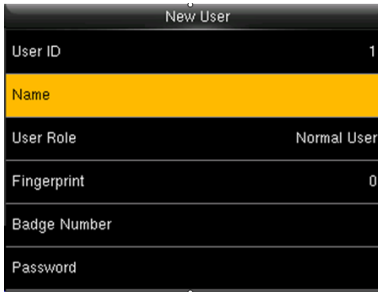 New User
User ID 1
Name
User Role Normal User
Fingerprint 0
Badge Number
Password